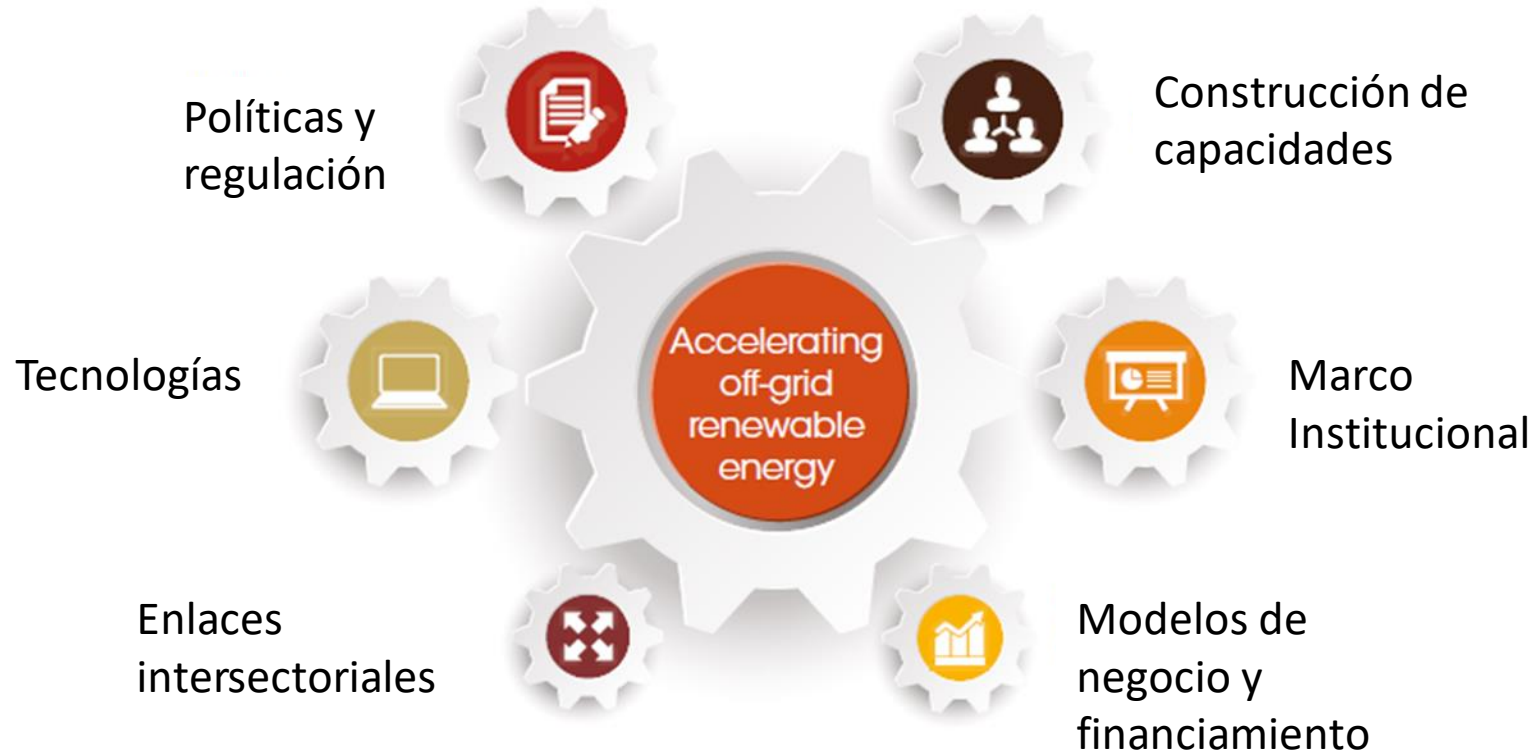 Políticas y
regulación
Construcción de
capacidades
Tecnologías
Accelerating
off-grid
renewable
energy
Marco
Institucional
Enlaces
intersectoriales
Modelos de
negocio y
financiamiento